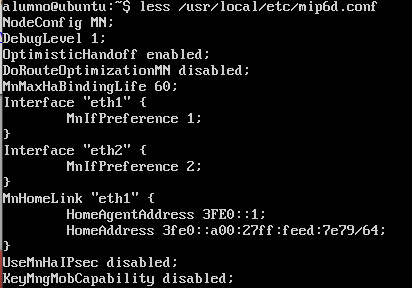 alumno@ubuntu:~$ less /usr/local/etc/mip6d.conf
NodeConfig MN;
DebugLevel 1;
OptimisticHandoff enabled;
DoRouteOptimizationMN disabled;
MnMaxHaBindingLife 60;
Interface "eth1" {
        MnIfPreference 1;
}
Interface "eth2" {
        MnIfPreference 2;
}
MnHomeLink "eth1" {
        HomeAgentAddress 3FE0::1;
        HomeAddress 3fe0::a00:27ff:feed:7e79/64;
}
UseMnHaIPsec disabled;
KeyMngMobCapability disabled;